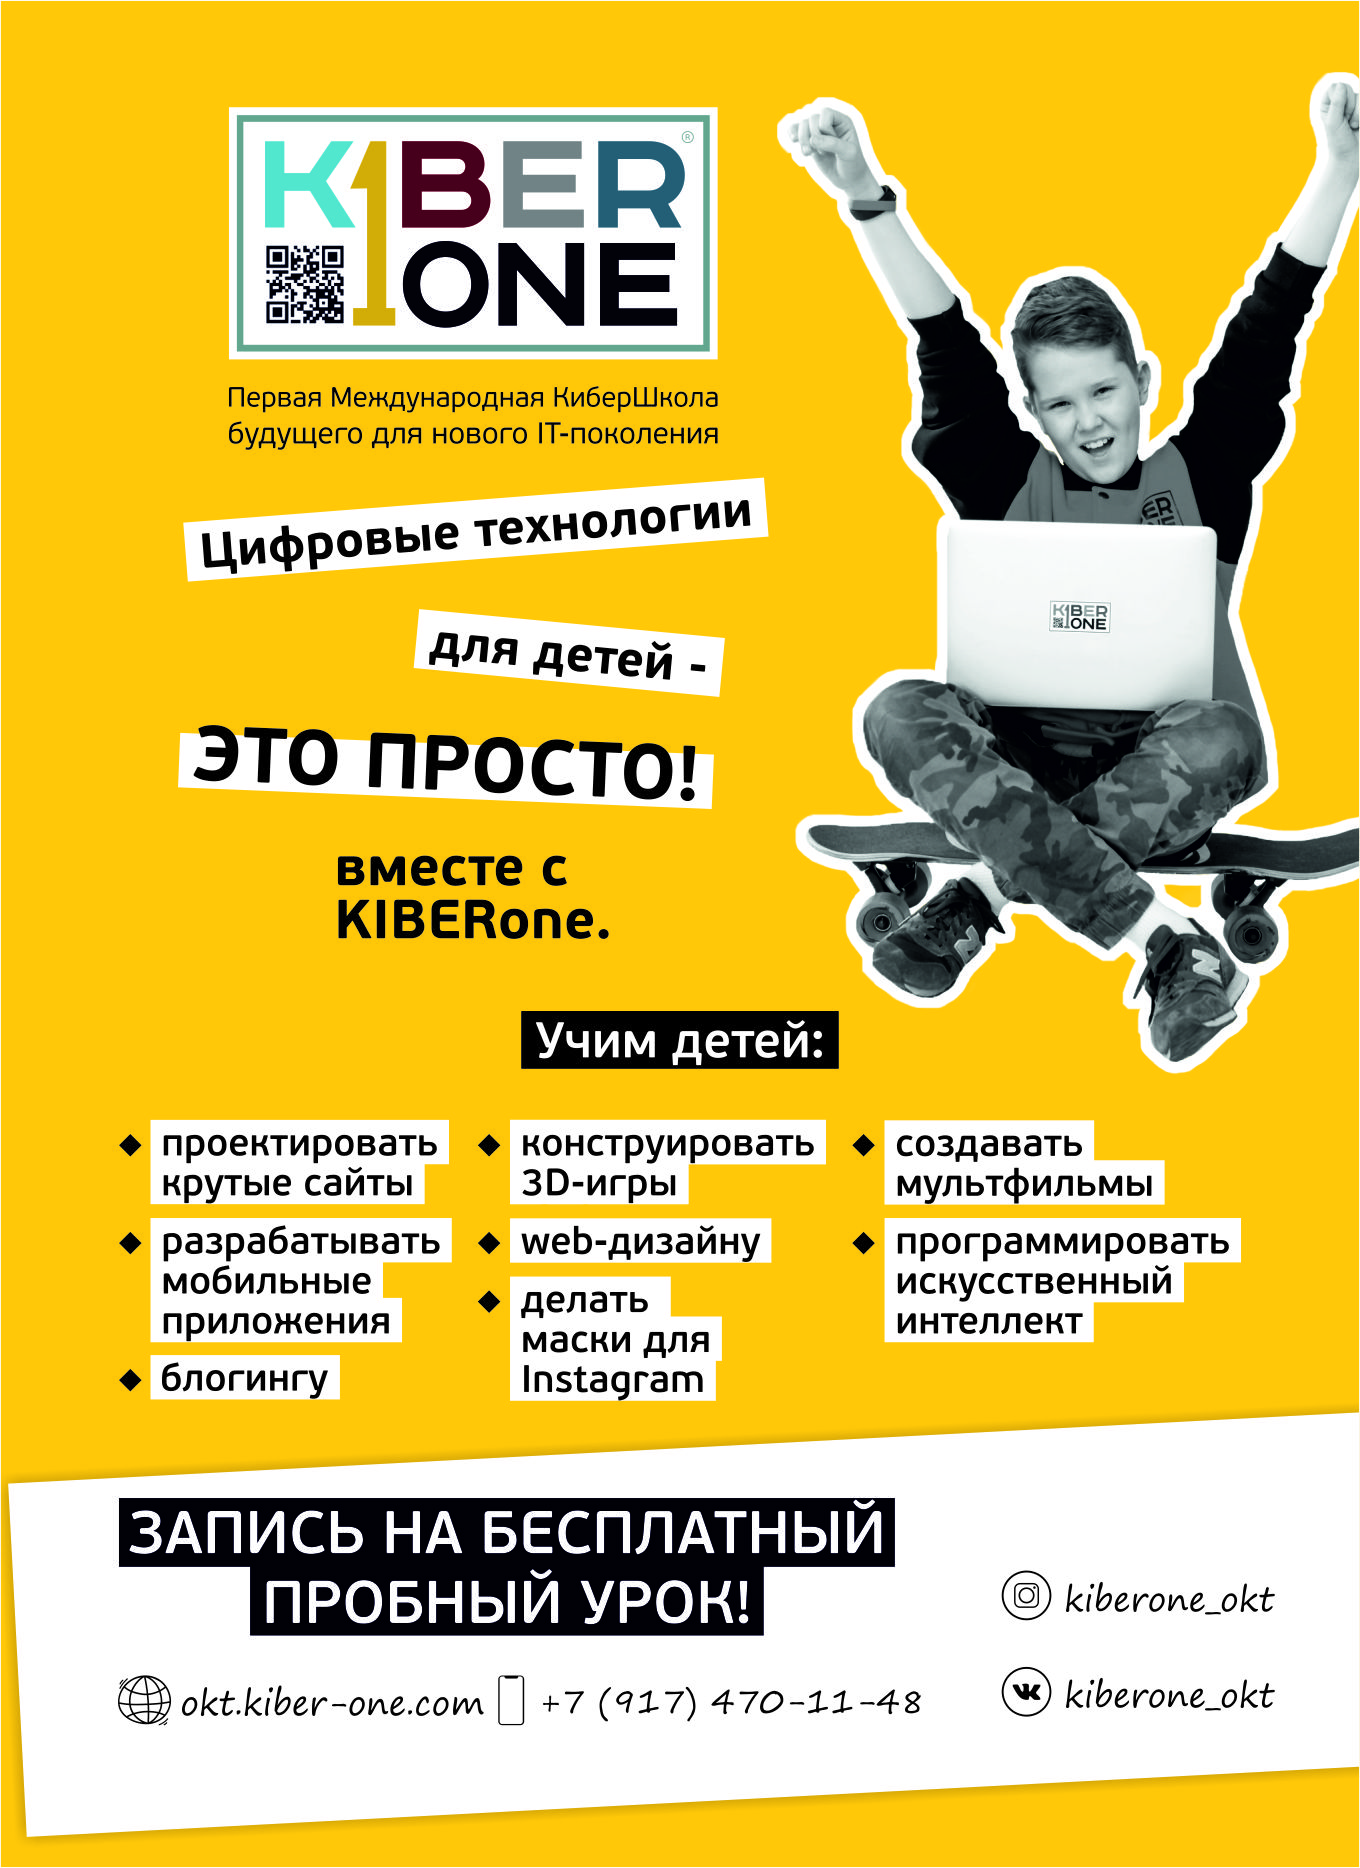 KIBER
ONE
®
Первая Международная КиберШкола
будущего для нового IT-поколения
Цифровые технологии
для детей -
ЭТО ПРОСТО!
вместе с
KIBERone.
KIBER
ONE
Учим детей:
проектировать
крутые сайты
разрабатывать
мобильные
приложения
блогингу
конструировать
3D-игры
web-дизайну
делать
маски для
Instagram
создавать
мультфильмы
программировать
искусственный
интеллект
ЗАПИСЬ НА БЕСПЛАТНЫЙ
ПРОБНЫЙ УРОК!
okt.kiber-one.com +7 (917) 470-11-48
kiberone_okt
kiberone_okt